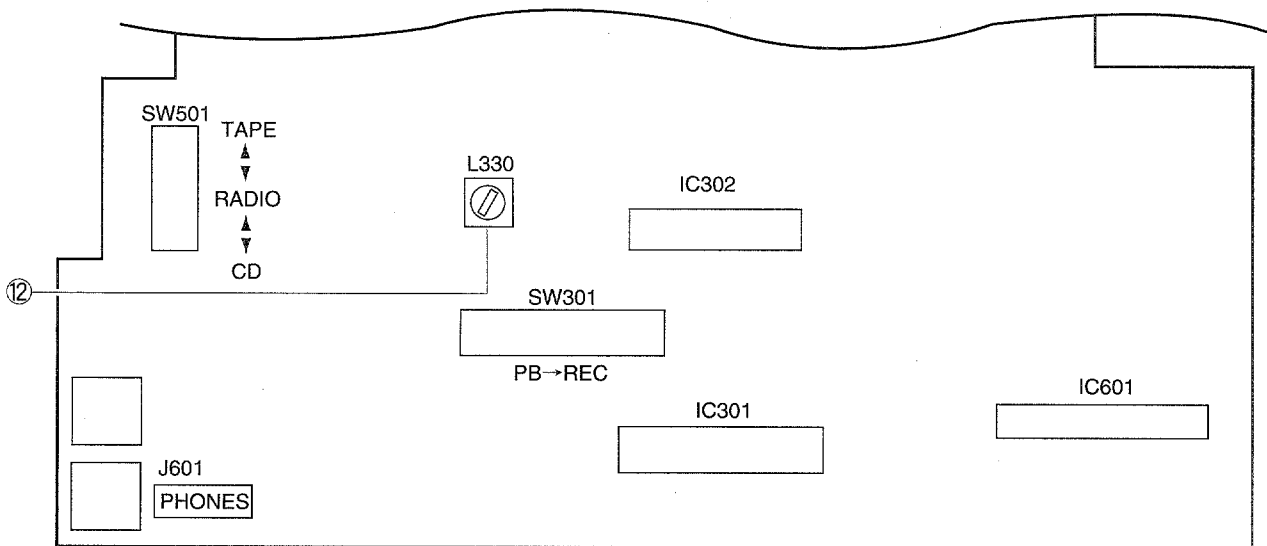 SW501
TAPE
RADIO
CD
L330
IC302
⑫
SW301
PB→REC
IC301
IC601
J601
PHONES